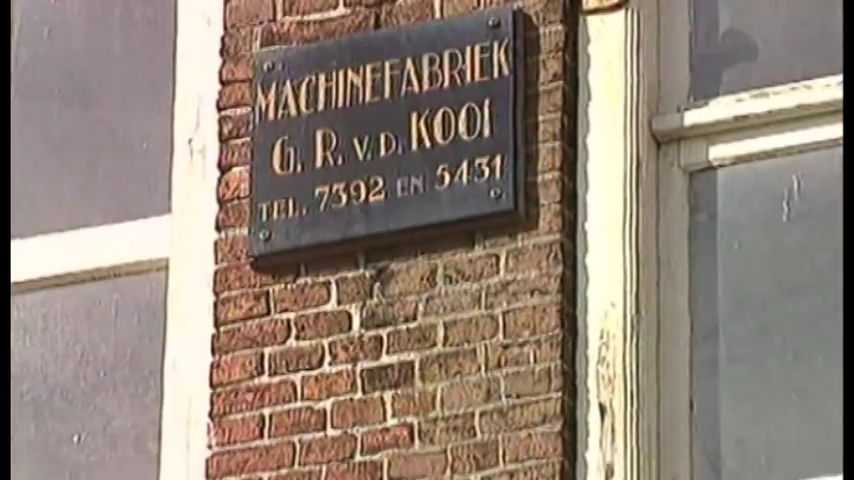 MACHINEFABRIEK
G. R. V. D. KOOI
TEL. 7392 EN 5431